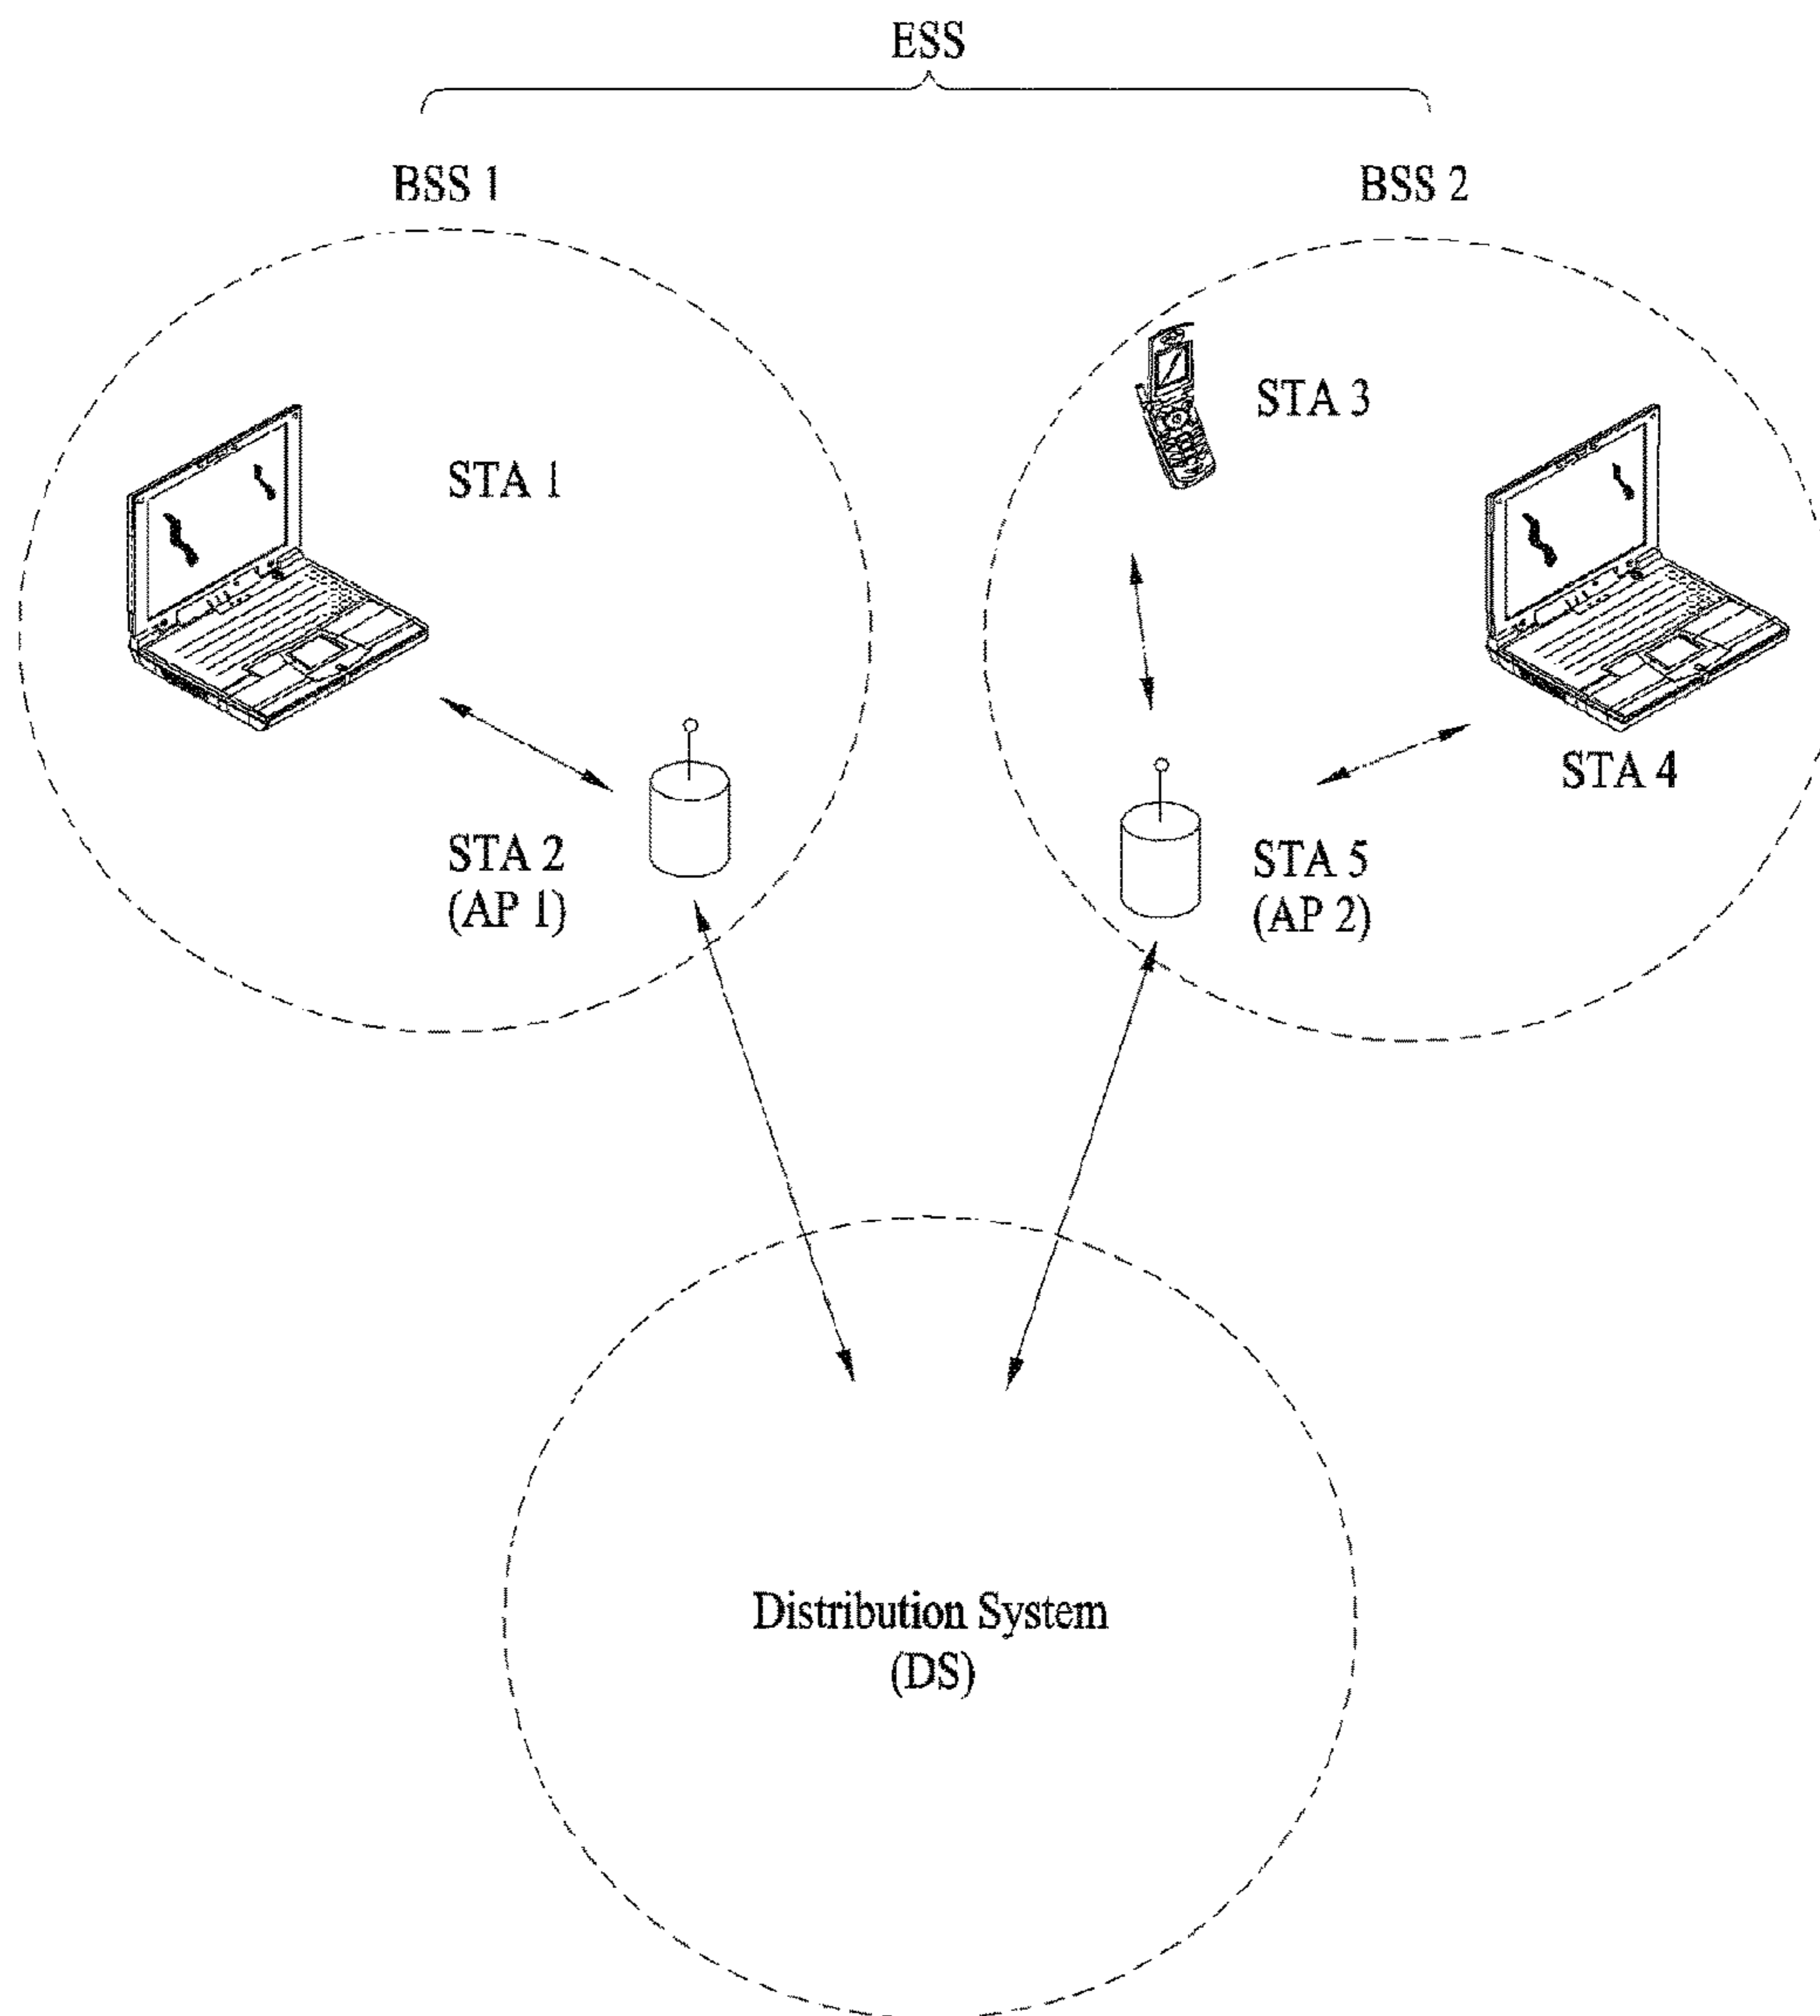 ESS
BSS 1
BSS 2
STA 3
STA 1
STA 4
STA 2
(AP 1)
STA 5
(AP 2)
Distribution System
(DS)